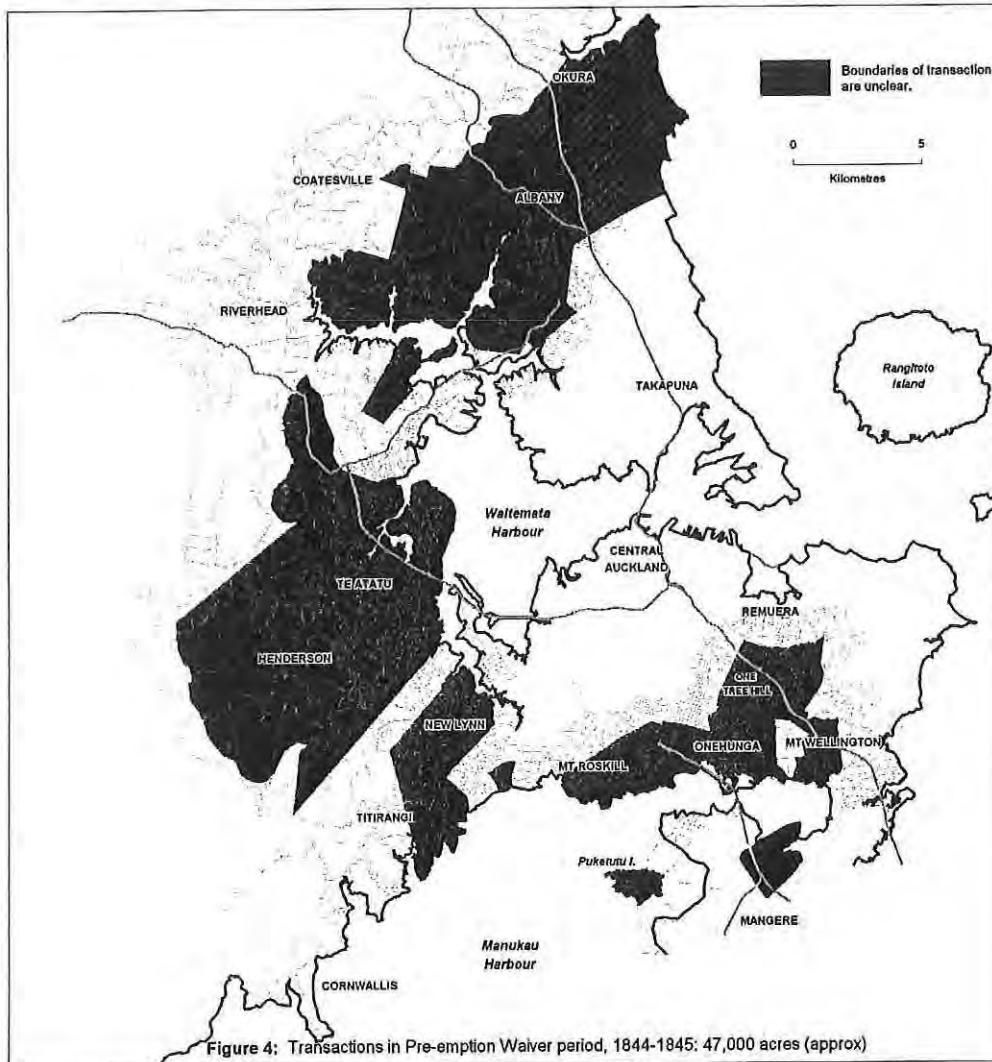 OKURA
Boundaries of transaction
are unclear.
0 5
Kilometres
COATESVILLE
ALBANY
RIVERHEAD
TAKAPUNA
Rangitoto
Island
Waitemata
Harbour
CENTRAL
AUCKLAND
TE ATATU
REMUERA
HENDERSON
ONE
TREE HILL
NEW LYNN
ONEHUNGA
MT WELLINGTON
MT ROSKILL
TITIRANGI
Puketutu I.
MANGERE
Manukau
Harbour
CORNWALLIS
Figure 4: Transactions in Pre-emption Waiver period, 1844-1845: 47,000 acres (approx)